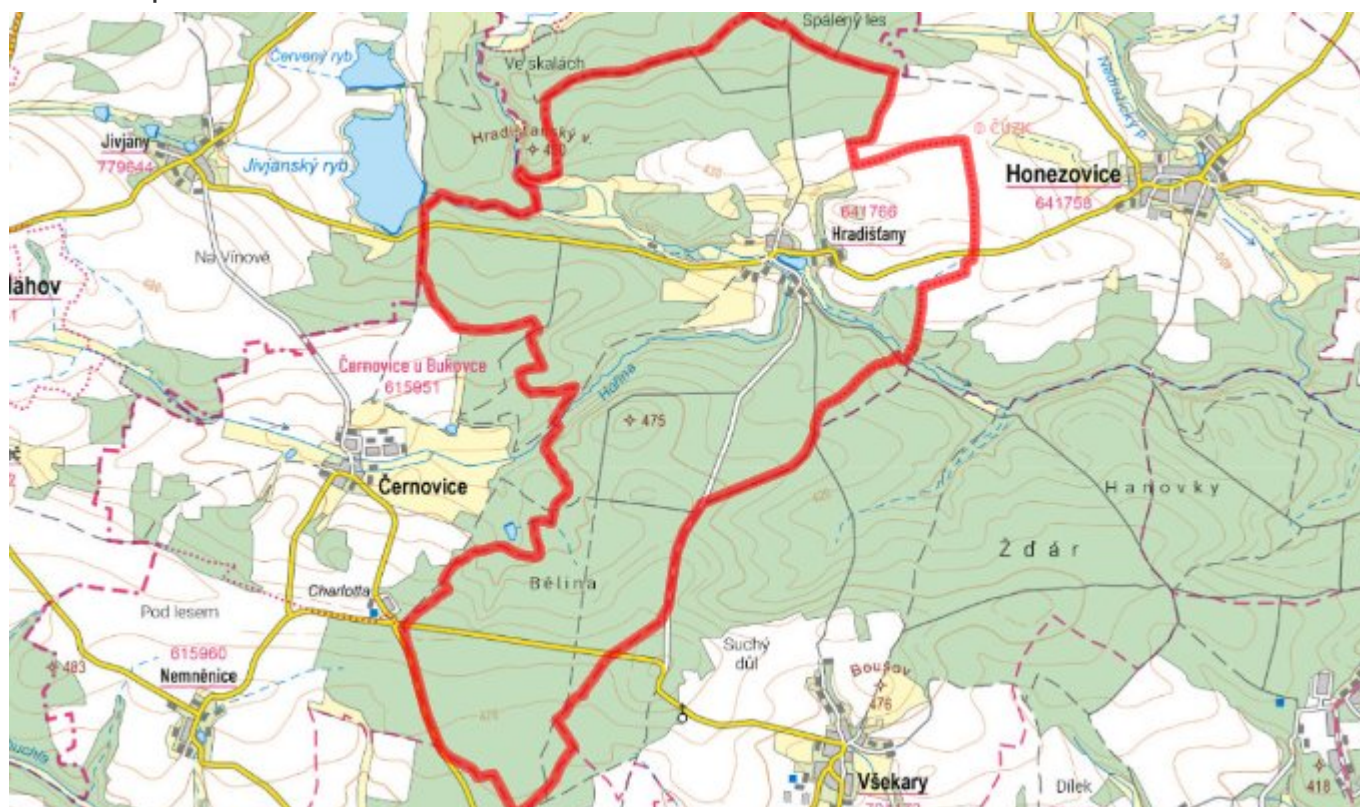 Spálený les
Červený ryb
Ve skalách
Hradišťanský v.
Jivjany
779644
Jivjanský ryb
© ČÚZK
Honezovice
641758
641766
Hradišťany
Na Vínové
Černovice u Bukovce
615951
Hořina
475
Černovice
Hanovky
Žďár
Bělina
Charlotta
Pod lesem
Suchý
důl
483
615960
Nemněnice
Boušov
476
Všekary
Dílek
418